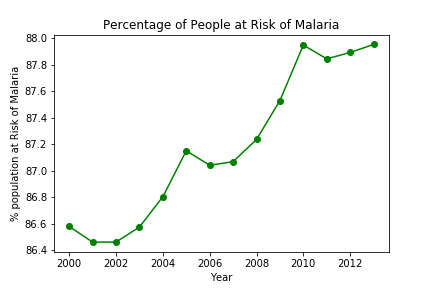 Percentage of People at Risk of Malaria
88.0
87.8
87.6
87.4
87.2
87.0
86.8
86.6
86.4
% population at Risk of Malaria
2000 2002 2004 2006 2008 2010 2012
Year